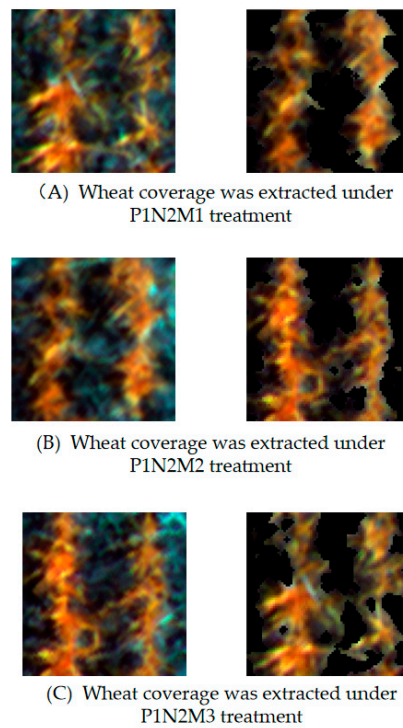 （A) Wheat coverage was extracted under
P1N2M1 treatment
(B) Wheat coverage was extracted under
P1N2M2 treatment
(C) Wheat coverage was extracted under
P1N2M3 treatment